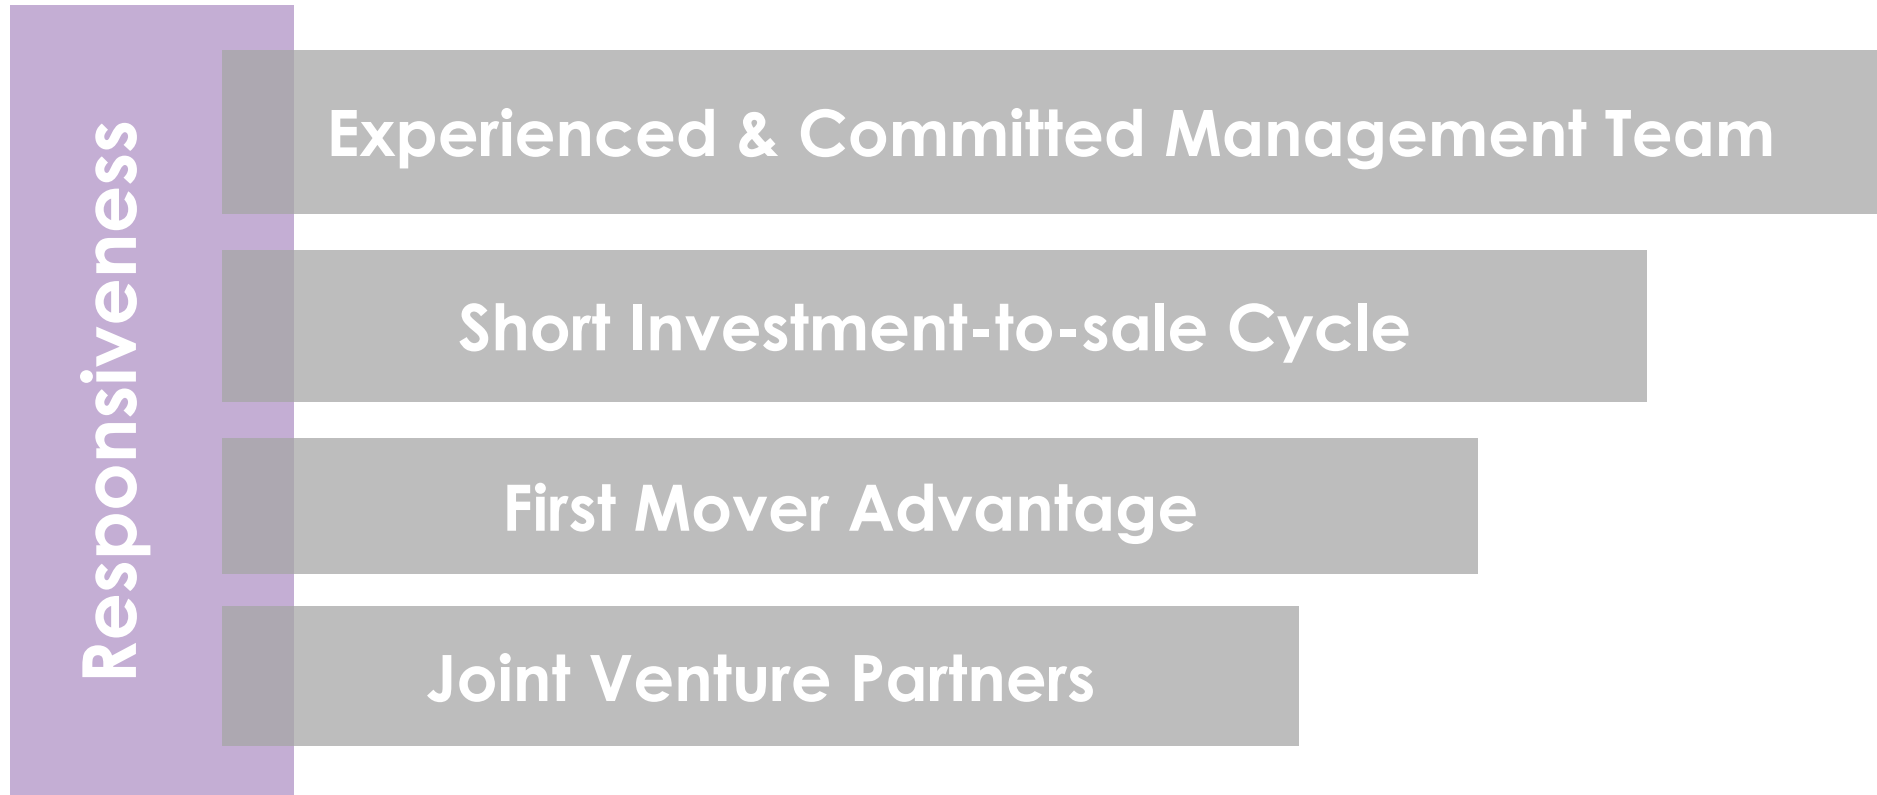 Responsiveness
Experienced & Committed Management Team
Short Investment-to-sale Cycle
First Mover Advantage
Joint Venture Partners